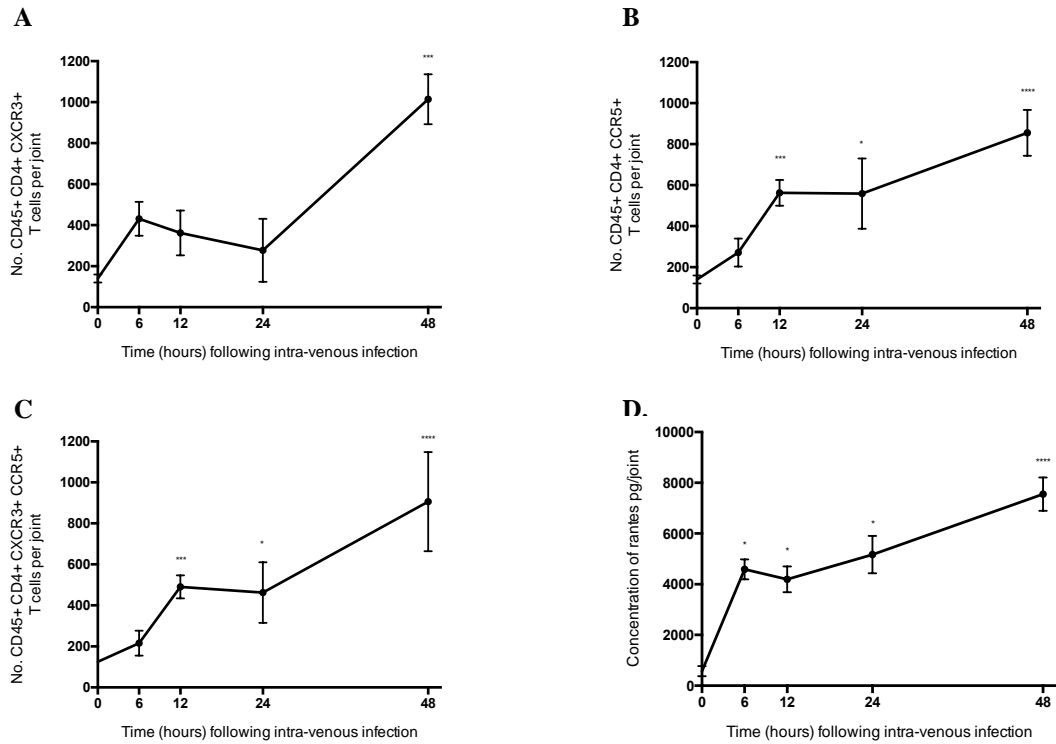 A
1200
1000
800
600
400
200
0
No. CD45+ CD4+ CXCR3+
T cells per joint
***
0 6 12 24 48
Time (hours) following intra-venous infection
B
1200
1000
800
600
400
200
0
No. CD45+ CD4+ CCR5+
T cells per joint
*** * ****
0 6 12 24 48
Time (hours) following intra-venous infection
C
1200
1000
800
600
400
200
0
No. CD45+ CD4+ CXCR3+ CCR5+
T cells per joint
*** * ****
0 6 12 24 48
Time (hours) following intra-venous infection
D.
10000
8000
6000
4000
2000
0
Concentration of rantes pg/joint
* * * ****
0 6 12 24 48
Time (hours) following intra-venous infection